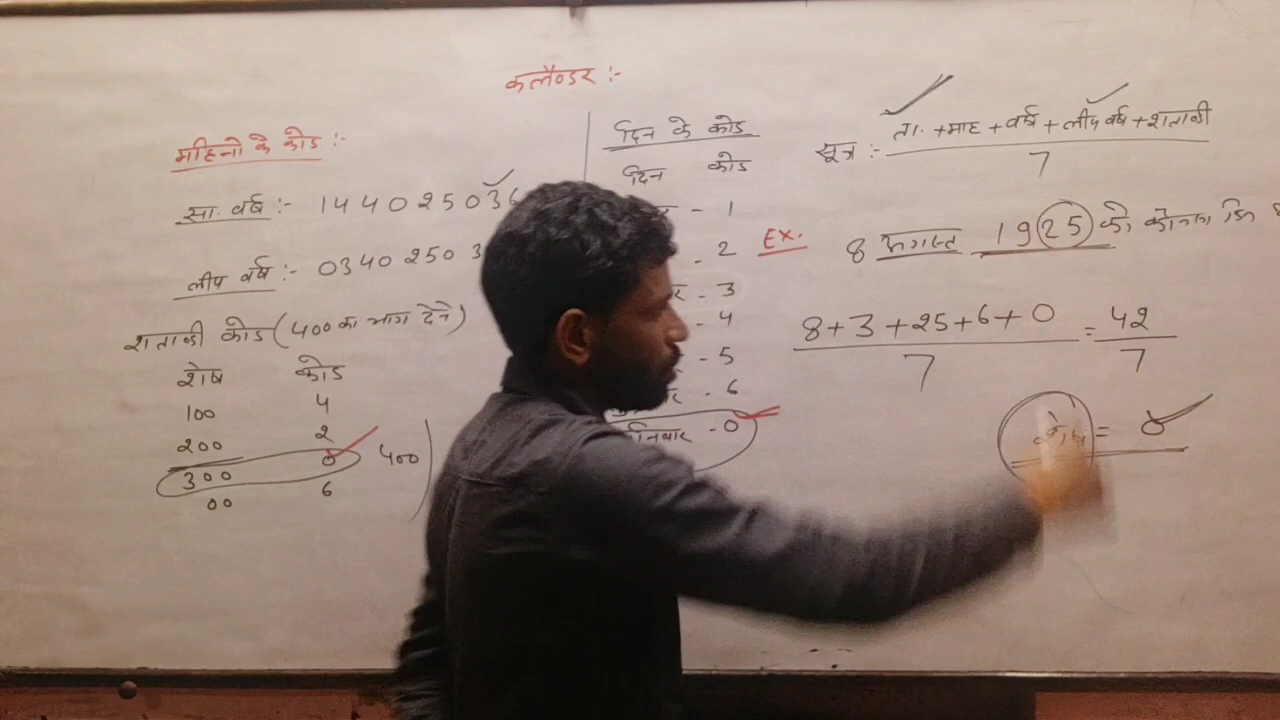 कलैण्डर :-
महिनो के कोड :-
सा. वर्ष :- 1 4 4 0 2 5 0 3 6
लीप वर्ष :- 0 3 4 0 2 5 0 3
शताब्दी कोड (400 का भाग देने)
शेष कोड
100 4
200 2
300 0
00 6
400)
दिन के कोड
दिन कोड
- 1
- 2
- 3
- 4
- 5
- 6
शनिवार - 0
सूत्र :- ता. + माह + वर्ष + लीप वर्ष + शताब्दी
7
Ex. 8 अगस्त 1925 को कौनसा दिन
8 + 3 + 25 + 6 + 0 = 42
7 7
= 0